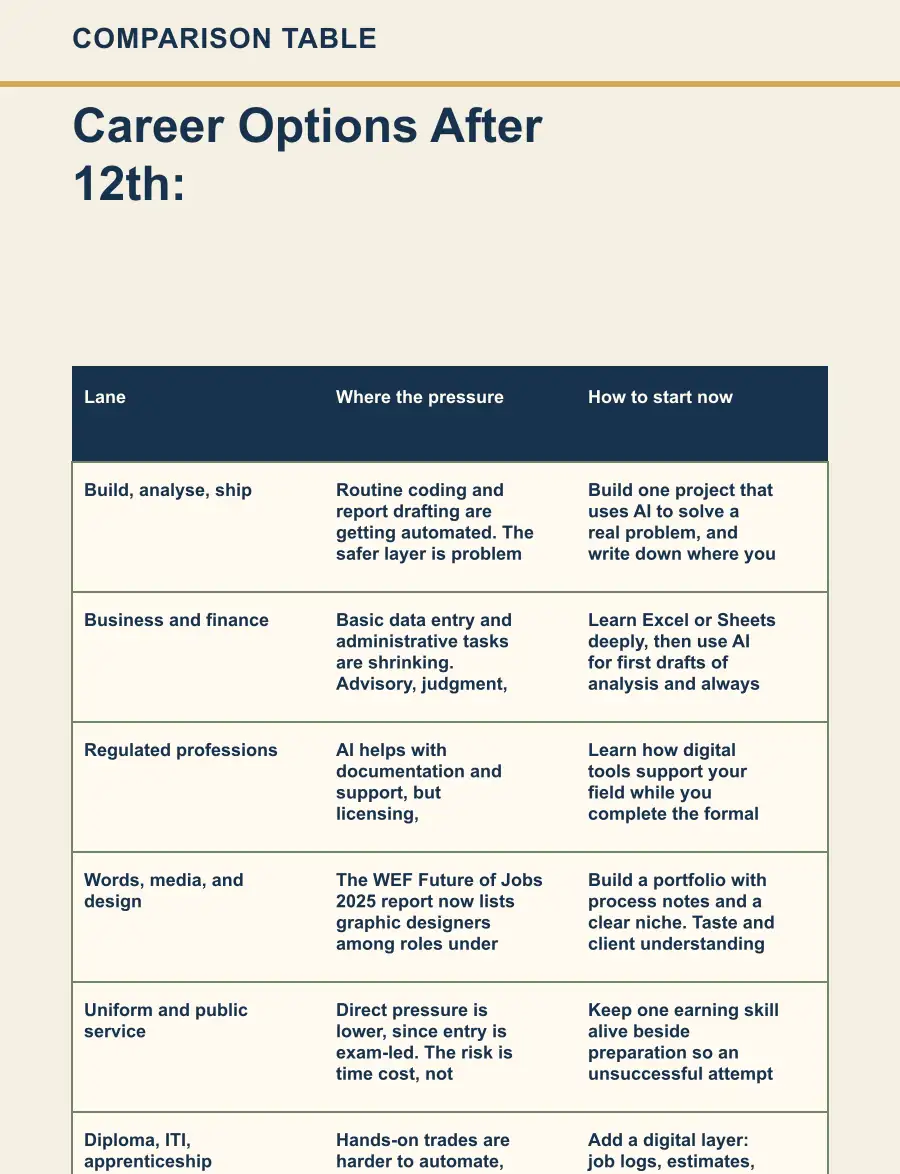 COMPARISON TABLE
Career Options After
12th:
Lane
Where the pressure
How to start now
Build, analyse, ship
Routine coding and
report drafting are
getting automated. The
safer layer is problem
Build one project that
uses AI to solve a
real problem, and
write down where you
Business and finance
Basic data entry and
administrative tasks
are shrinking.
Advisory, judgment,
Learn Excel or Sheets
deeply, then use AI
for first drafts of
analysis and always
Regulated professions
AI helps with
documentation and
support, but
licensing,
Learn how digital
tools support your
field while you
complete the formal
Words, media, and
design
The WEF Future of Jobs
2025 report now lists
graphic designers
among roles under
Build a portfolio with
process notes and a
clear niche. Taste and
client understanding
Uniform and public
service
Direct pressure is
lower, since entry is
exam-led. The risk is
time cost, not
Keep one earning skill
alive beside
preparation so an
unsuccessful attempt
Diploma, ITI,
apprenticeship
Hands-on trades are
harder to automate,
Add a digital layer:
job logs, estimates,